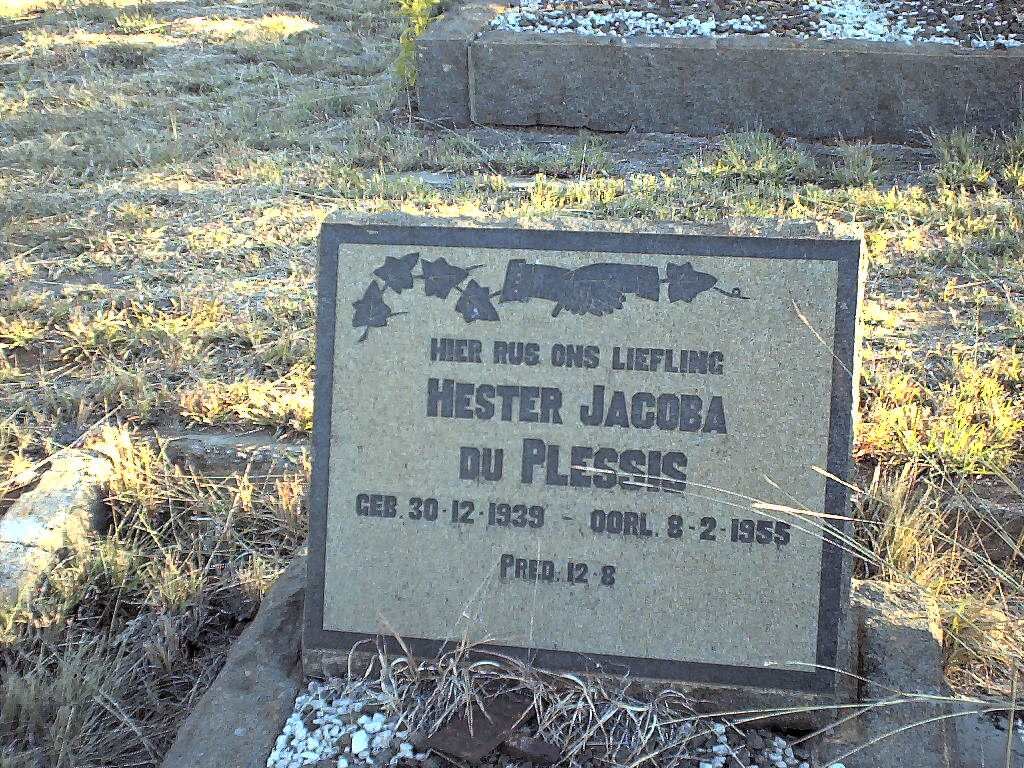 HIER RUS ONS LIEFLING
HESTER JACOBA
DU PLESSIS
GEB. 30-12-1939 - OORL. 8-2-1955
PRED. 12-8